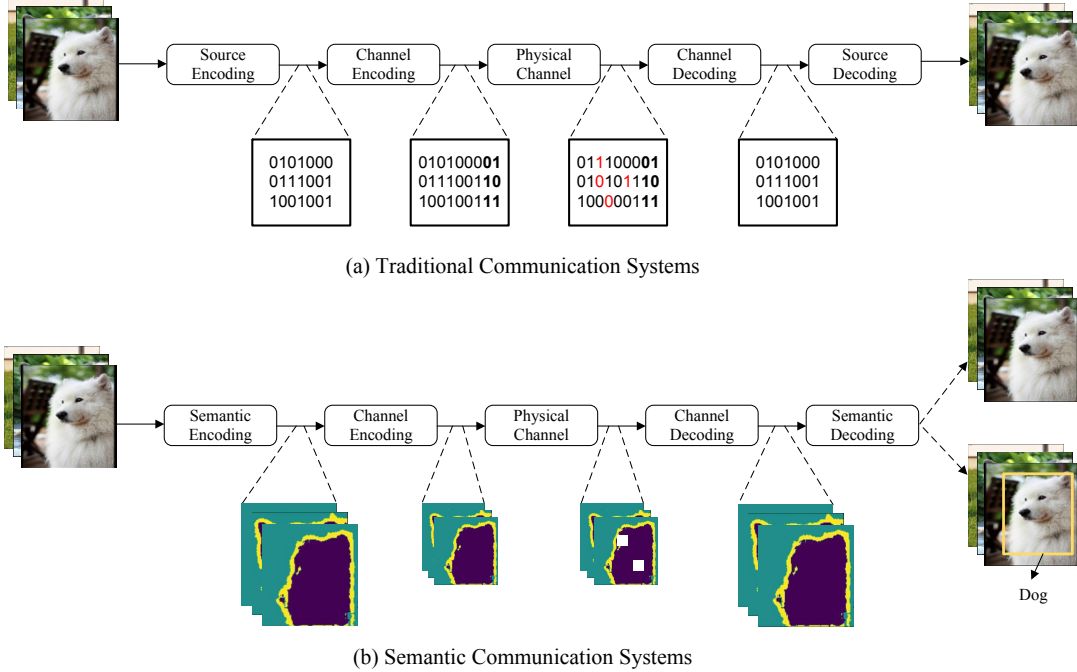 Source
Encoding
Channel
Encoding
Physical
Channel
Channel
Decoding
Source
Decoding
0101000
0111001
1001001
010100001
011100110
100100111
011100001
010101110
100000111
0101000
0111001
1001001
(a) Traditional Communication Systems
Semantic
Encoding
Channel
Encoding
Physical
Channel
Channel
Decoding
Semantic
Decoding
Dog
(b) Semantic Communication Systems